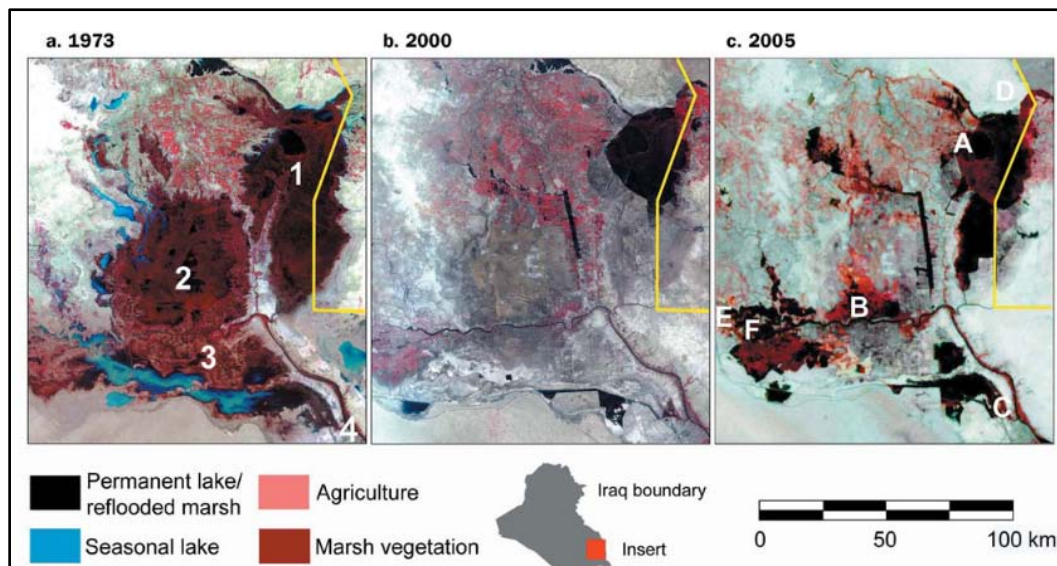 a. 1973
b. 2000
c. 2005
1
2
3
4
A
B
C
D
E
F
Permanent lake/
reflooded marsh
Seasonal lake
Agriculture
Marsh vegetation
Iraq boundary
Insert
0 50 100 km